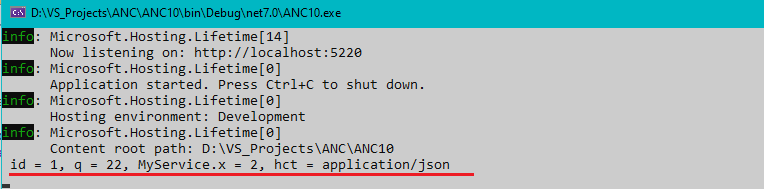 D:\VS_Projects\ANC\ANC10\bin\Debug\net7.0\ANC10.exe
info: Microsoft.Hosting.Lifetime[14]
Now listening on: http://localhost:5220
info: Microsoft.Hosting.Lifetime[0]
Application started. Press Ctrl+C to shut down.
info: Microsoft.Hosting.Lifetime[0]
Hosting environment: Development
info: Microsoft.Hosting.Lifetime[0]
Content root path: D:\VS_Projects\ANC\ANC10
id = 1, q = 22, MyService.x = 2, hct = application/json